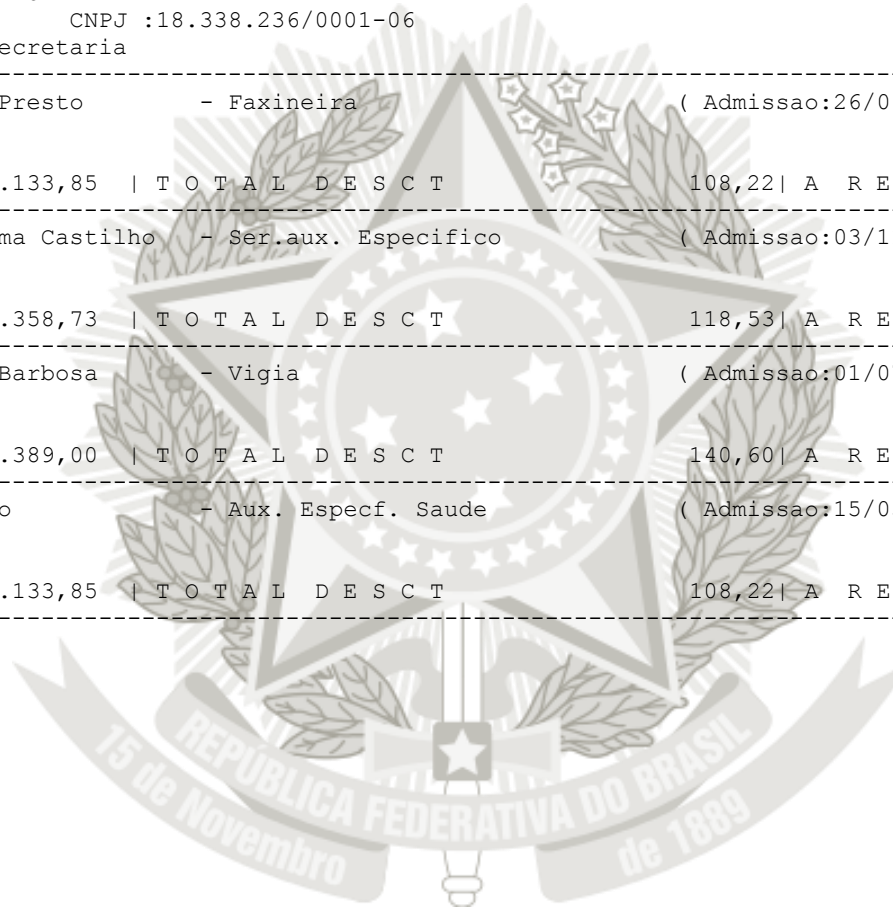 CNPJ :18.338.236/0001-06
ecretaria
Presto - Faxineira ( Admissao:26/0
.133,85 | T O T A L D E S C T 108,22| A R E
ma Castilho - Ser.aux. Especifico ( Admissao:03/1
.358,73 | T O T A L D E S C T 118,53| A R E
Barbosa - Vigia ( Admissao:01/0
.389,00 | T O T A L D E S C T 140,60| A R E
o - Aux. Especf. Saude ( Admissao:15/0
.133,85 | T O T A L D E S C T 108,22| A R E
REPÚBLICA FEDERATIVA DO BRASIL
15 de Novembro de 1889